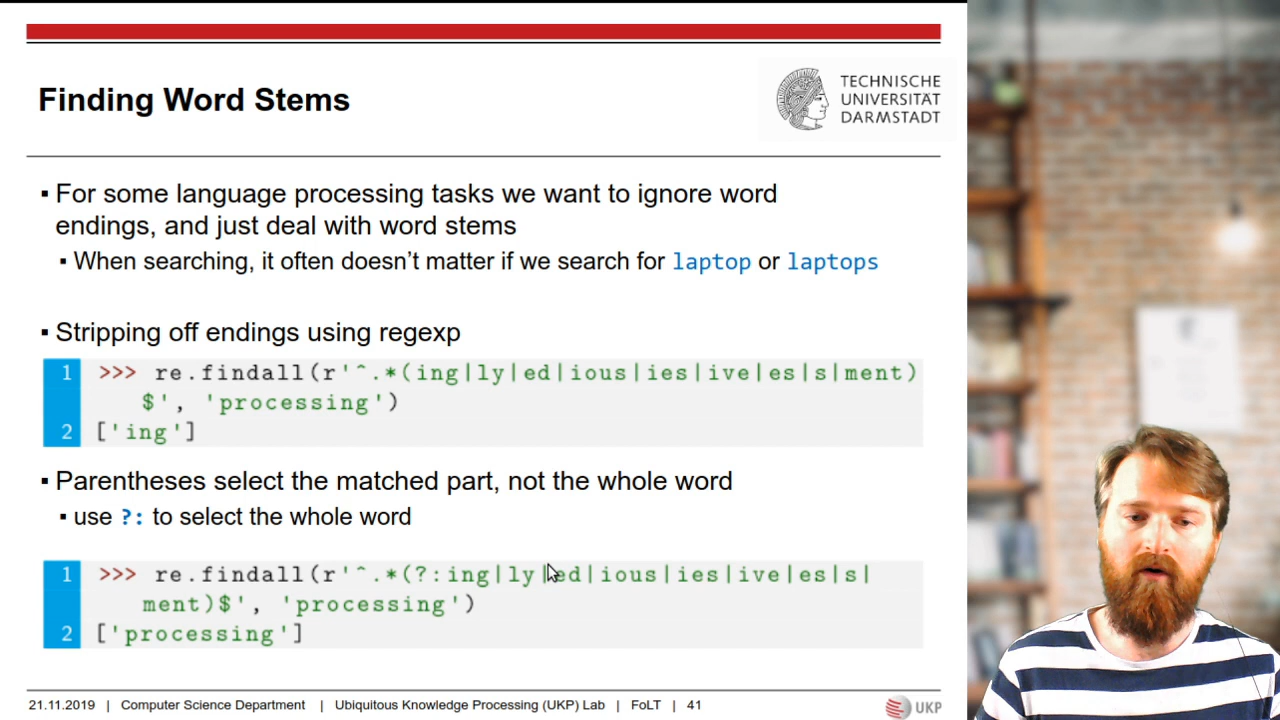 Finding Word Stems
TECHNISCHE
UNIVERSITÄT
DARMSTADT
▪ For some language processing tasks we want to ignore word
endings, and just deal with word stems
▪ When searching, it often doesn't matter if we search for laptop or laptops
▪ Stripping off endings using regexp
1 >>> re.findall(r'^.*(ing|ly|ed|ious|ies|ive|es|s|ment)
$', 'processing')
2 ['ing']
▪ Parentheses select the matched part, not the whole word
▪ use ?: to select the whole word
1 >>> re.findall(r'^.*(?:ing|ly|ed|ious|ies|ive|es|s|
ment)$', 'processing')
2 ['processing']
21.11.2019 | Computer Science Department | Ubiquitous Knowledge Processing (UKP) Lab | FoLT | 41
UKP